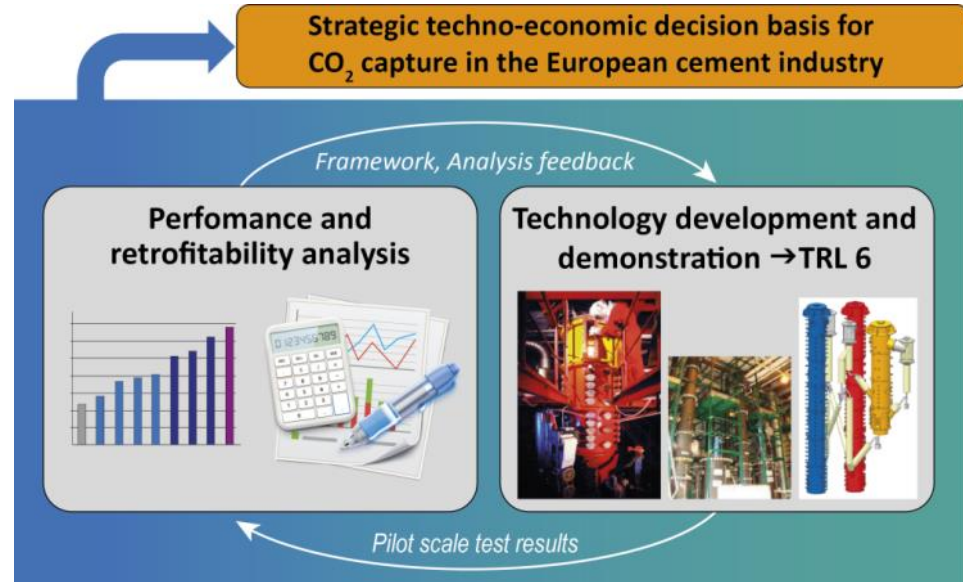 Strategic techno-economic decision basis for
CO₂ capture in the European cement industry
Framework, Analysis feedback
Perfomance and
retrofitability analysis
Technology development and
demonstration →TRL 6
0123456789
Pilot scale test results